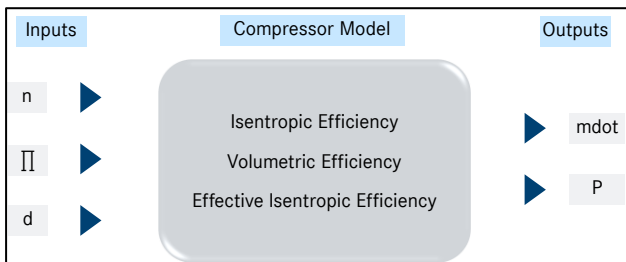 Inputs
Compressor Model
Outputs
n
∏
d
Isentropic Efficiency
Volumetric Efficiency
Effective Isentropic Efficiency
mdot
P